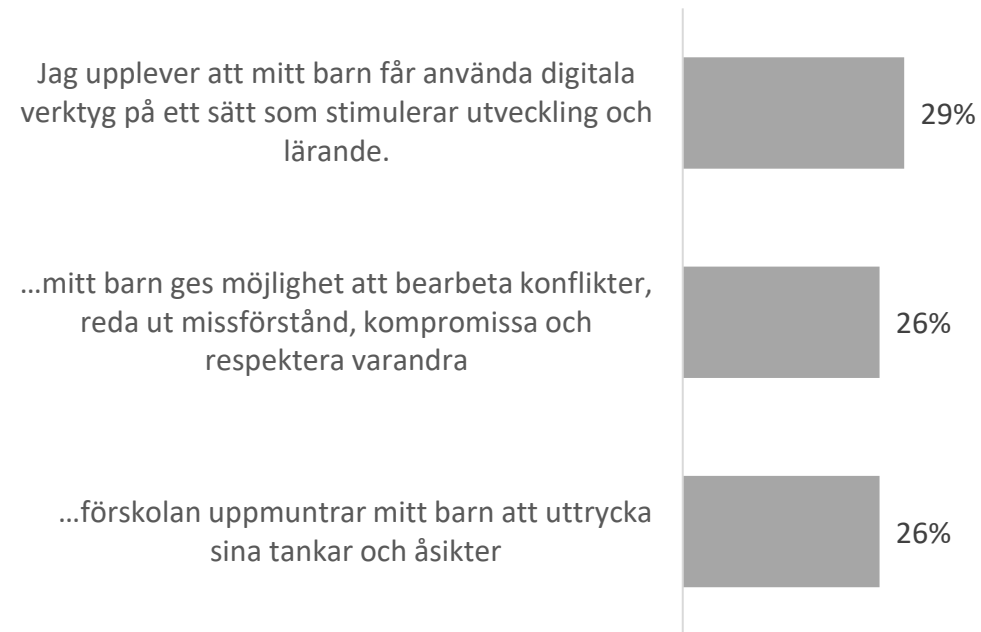 Jag upplever att mitt barn får använda digitala
verktyg på ett sätt som stimulerar utveckling och
lärande.
29%
…mitt barn ges möjlighet att bearbeta konflikter,
reda ut missförstånd, kompromissa och
respektera varandra
26%
…förskolan uppmuntrar mitt barn att uttrycka
sina tankar och åsikter
26%